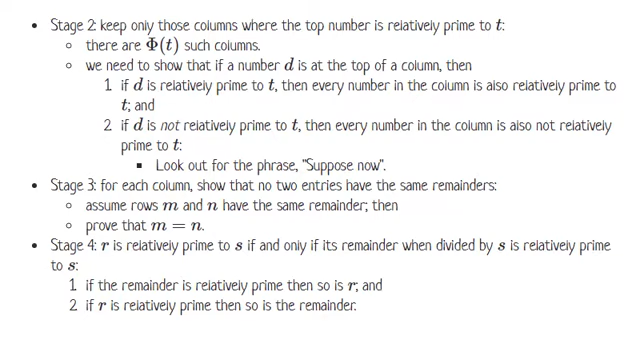 • Stage 2: keep only those columns where the top number is relatively prime to t:
○ there are Φ(t) such columns.
○ we need to show that if a number d is at the top of a column, then
1 if d is relatively prime to t, then every number in the column is also relatively prime to
t; and
2 if d is not relatively prime to t, then every number in the column is also not relatively
prime to t:
▪ Look out for the phrase, "Suppose now".
• Stage 3: for each column, show that no two entries have the same remainders:
○ assume rows m and n have the same remainder; then
○ prove that m = n.
• Stage 4: r is relatively prime to s if and only if its remainder when divided by s is relatively prime
to s:
1 if the remainder is relatively prime then so is r; and
2 if r is relatively prime then so is the remainder.